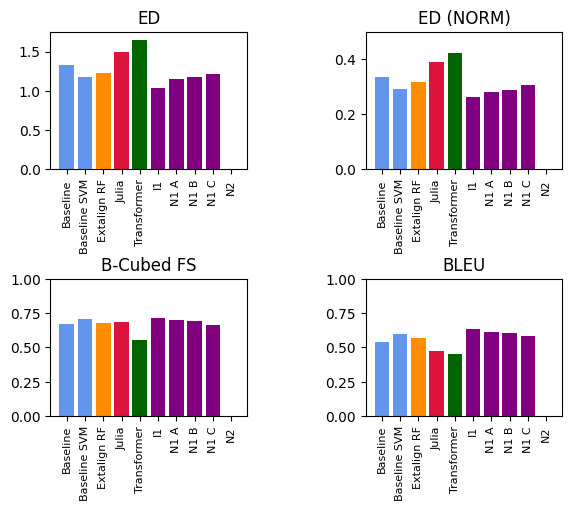 ED
1.5
1.0
0.5
0.0
Baseline
Baseline SVM
Extalign RF
Julia
Transformer
I1
N1 A
N1 B
N1 C
N2
ED (NORM)
0.4
0.2
0.0
Baseline
Baseline SVM
Extalign RF
Julia
Transformer
I1
N1 A
N1 B
N1 C
N2
B-Cubed FS
1.00
0.75
0.50
0.25
0.00
Baseline
Baseline SVM
Extalign RF
Julia
Transformer
I1
N1 A
N1 B
N1 C
N2
BLEU
1.00
0.75
0.50
0.25
0.00
Baseline
Baseline SVM
Extalign RF
Julia
Transformer
I1
N1 A
N1 B
N1 C
N2